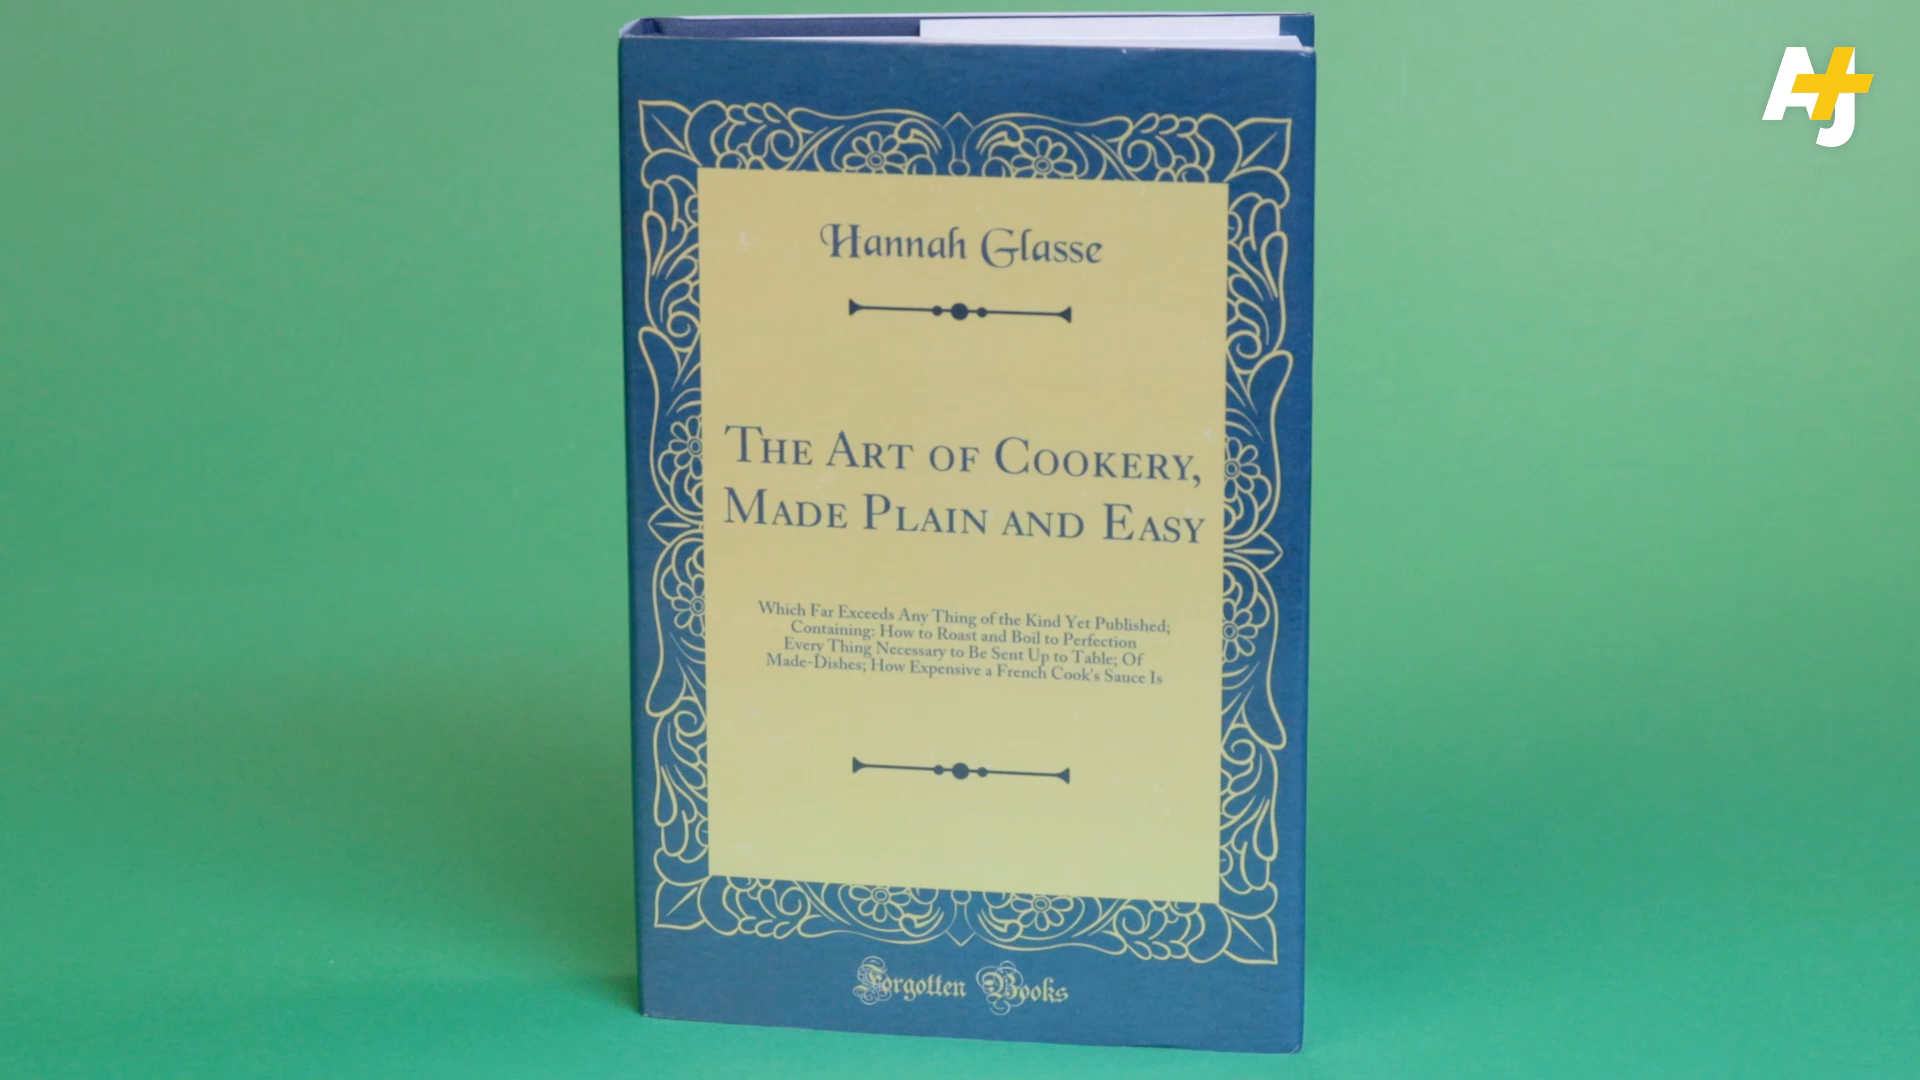 AJ+
Hannah Glasse
The Art of Cookery,
Made Plain and Easy
Which Far Exceeds Any Thing of the Kind Yet Published;
Containing: How to Roast and Boil to Perfection
Every Thing Necessary to Be Sent Up to Table; Of
Made-Dishes; How Expensive a French Cook's Sauce Is
Forgotten Books